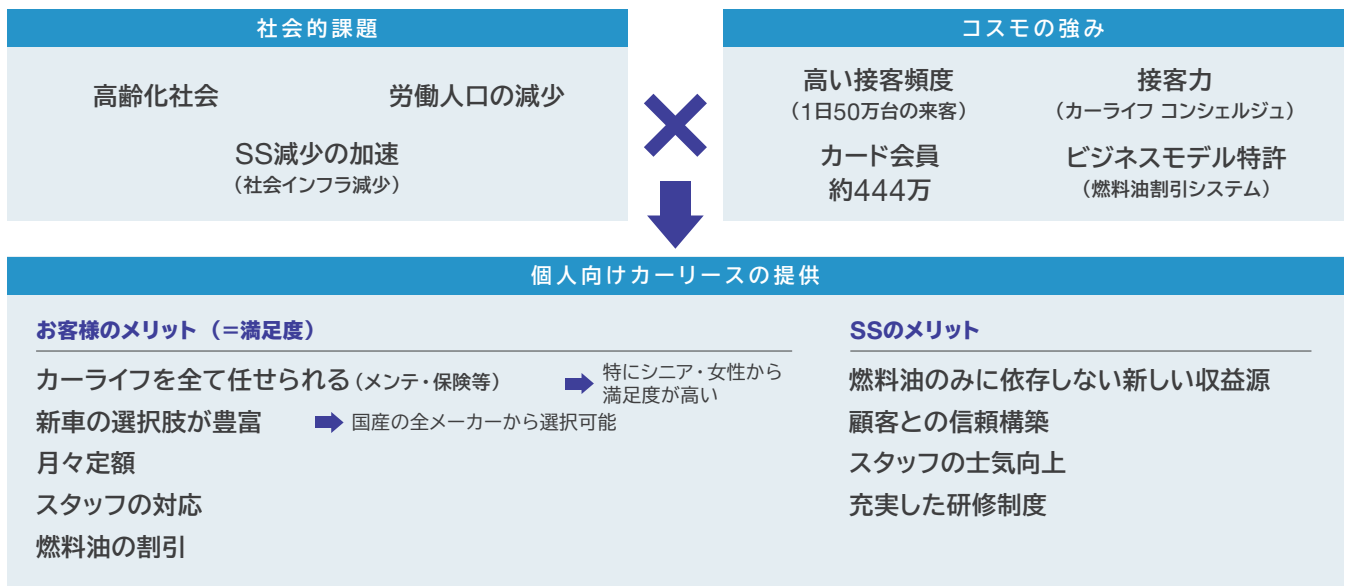 社会的課題
高齢化社会
労働人口の減少
SS減少の加速
（社会インフラ減少）
コスモの強み
高い接客頻度
（1日50万台の来客）
接客力
（カーライフ コンシェルジュ）
カード会員
約444万
ビジネスモデル特許
（燃料油割引システム）
個人向けカーリースの提供
お客様のメリット（=満足度）
カーライフを全て任せられる（メンテ・保険等）
特にシニア・女性から
満足度が高い
新車の選択肢が豊富
国産の全メーカーから選択可能
月々定額
スタッフの対応
燃料油の割引
SSのメリット
燃料油のみに依存しない新しい収益源
顧客との信頼構築
スタッフの士気向上
充実した研修制度